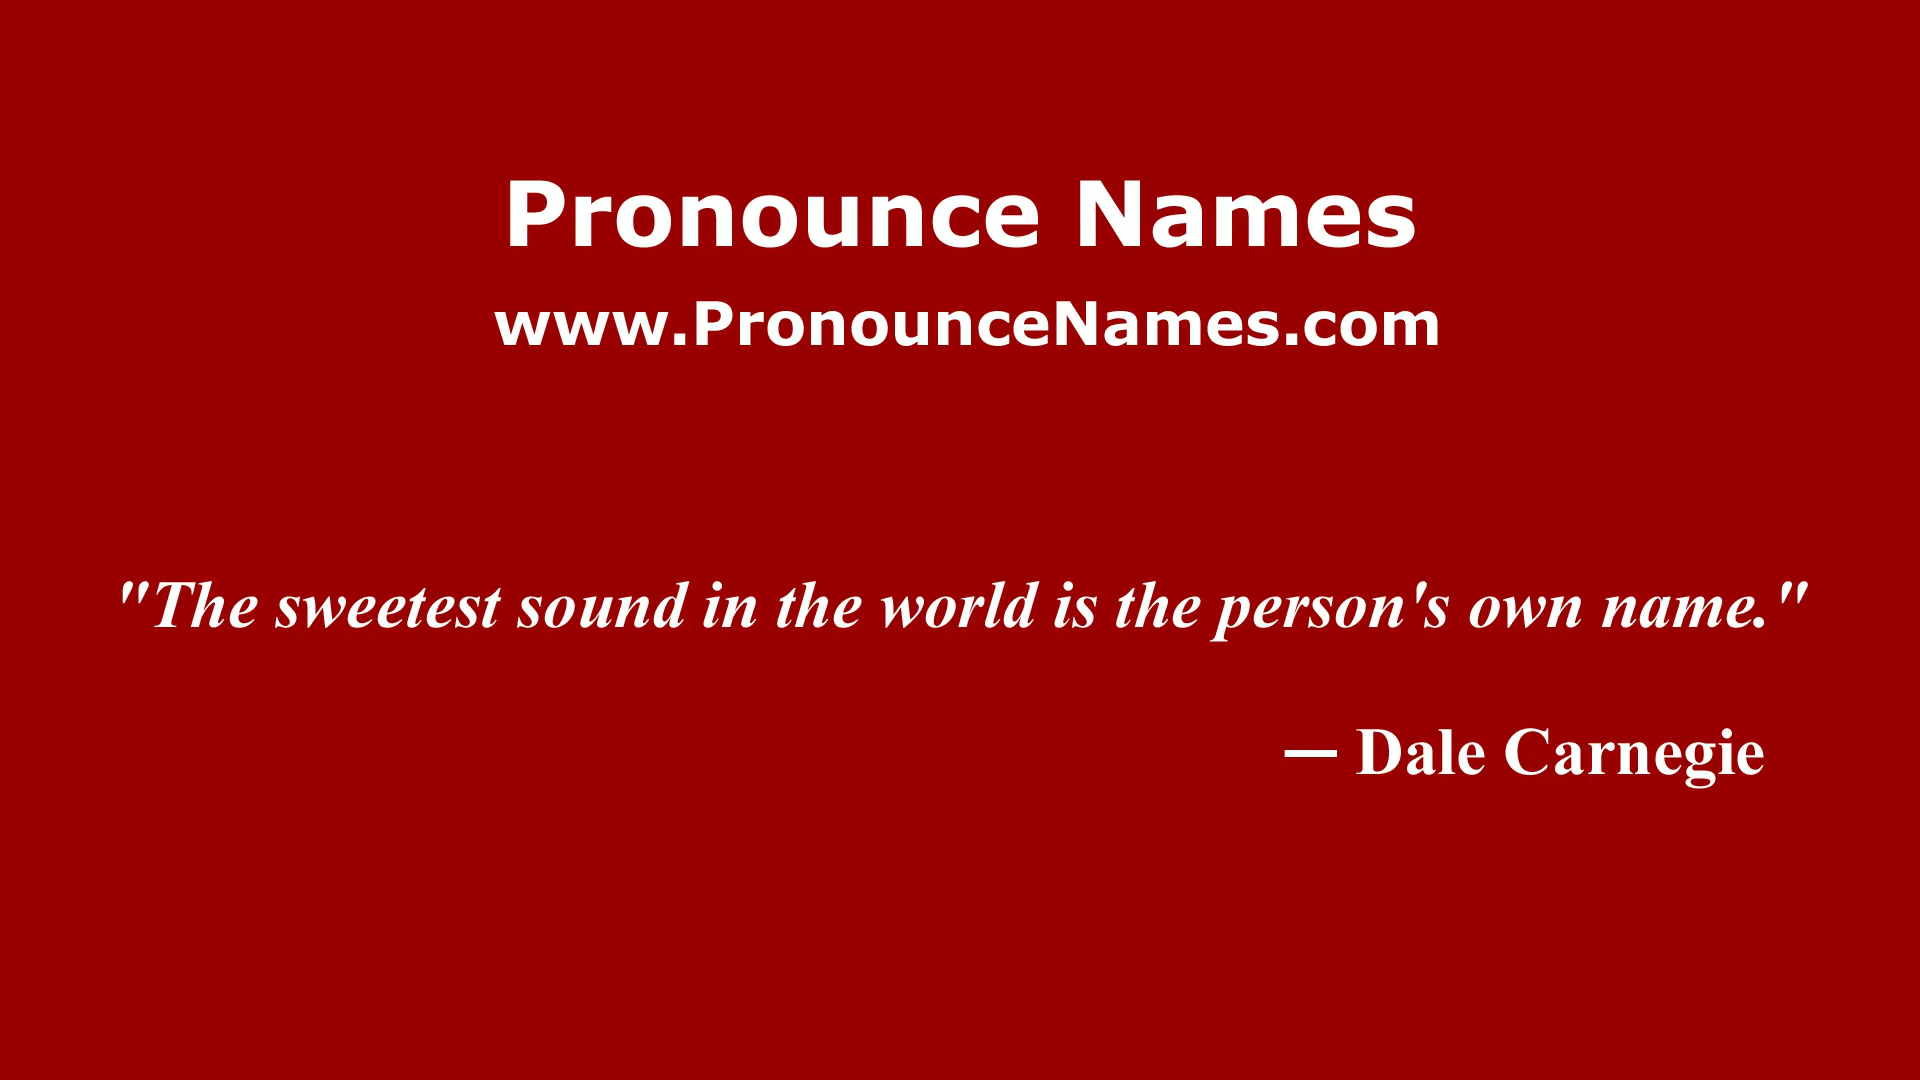 Pronounce Names
www.PronounceNames.com
"The sweetest sound in the world is the person's own name."
— Dale Carnegie